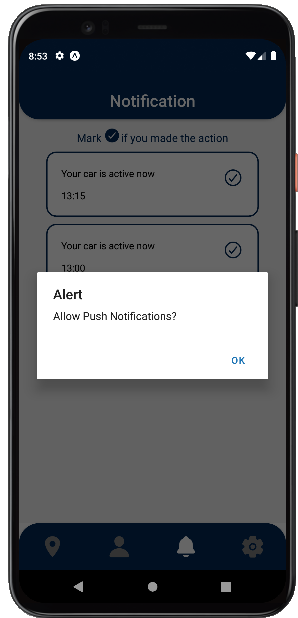 8:53
Notification
Mark if you made the action
Your car is active now
13:15
Your car is active now
13:00
Alert
Allow Push Notifications?
OK